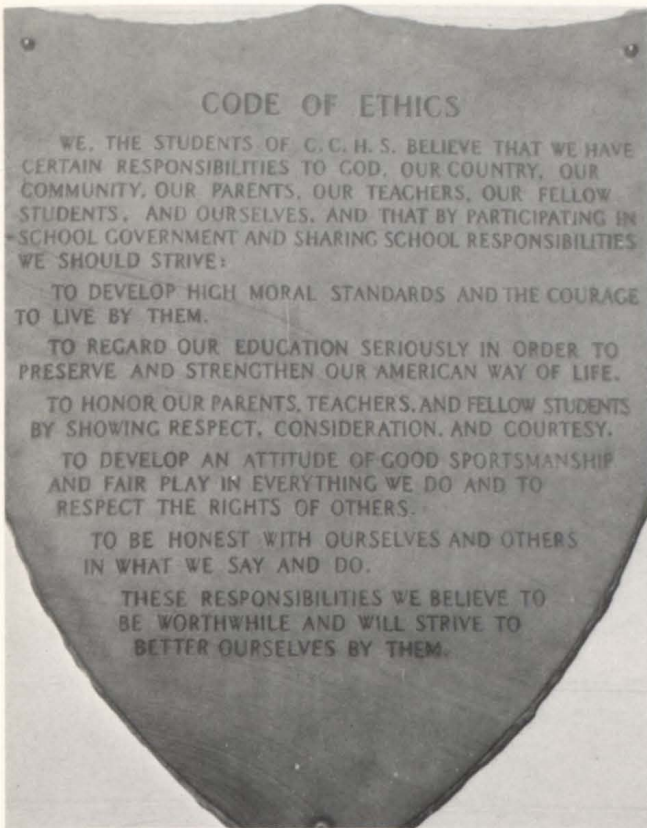 CODE OF ETHICS
WE, THE STUDENTS OF C.C.H.S. BELIEVE THAT WE HAVE
CERTAIN RESPONSIBILITIES TO GOD, OUR COUNTRY, OUR
COMMUNITY, OUR PARENTS, OUR TEACHERS, OUR FELLOW
STUDENTS, AND OURSELVES, AND THAT BY PARTICIPATING IN
SCHOOL GOVERNMENT AND SHARING SCHOOL RESPONSIBILITIES
WE SHOULD STRIVE:
TO DEVELOP HIGH MORAL STANDARDS AND THE COURAGE
TO LIVE BY THEM.
TO REGARD OUR EDUCATION SERIOUSLY IN ORDER TO
PRESERVE AND STRENGTHEN OUR AMERICAN WAY OF LIFE.
TO HONOR OUR PARENTS, TEACHERS, AND FELLOW STUDENTS
BY SHOWING RESPECT, CONSIDERATION, AND COURTESY.
TO DEVELOP AN ATTITUDE OF GOOD SPORTSMANSHIP
AND FAIR PLAY IN EVERYTHING WE DO AND TO
RESPECT THE RIGHTS OF OTHERS.
TO BE HONEST WITH OURSELVES AND OTHERS
IN WHAT WE SAY AND DO.
THESE RESPONSIBILITIES WE BELIEVE TO
BE WORTHWHILE AND WILL STRIVE TO
BETTER OURSELVES BY THEM.